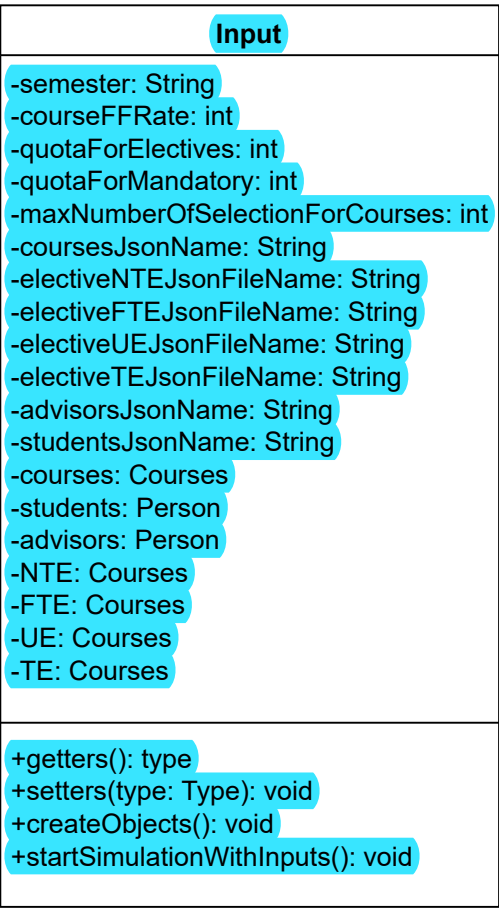 Input
-semester: String
-courseFFRate: int
-quotaForElectives: int
-quotaForMandatory: int
-maxNumberOfSelectionForCourses: int
-coursesJsonName: String
-electiveNTEJsonFileName: String
-electiveFTEJsonFileName: String
-electiveUEJsonFileName: String
-electiveTEJsonFileName: String
-advisorsJsonName: String
-studentsJsonName: String
-courses: Courses
-students: Person
-advisors: Person
-NTE: Courses
-FTE: Courses
-UE: Courses
-TE: Courses
+getters(): type
+setters(type: Type): void
+createObjects(): void
+startSimulationWithInputs(): void